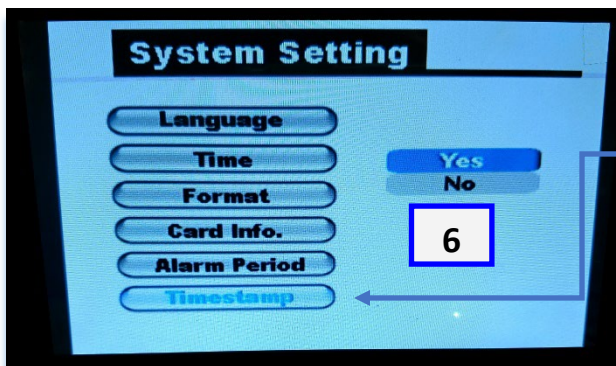 System Setting
Language
Time
Format
Card Info.
Alarm Period
Timestamp
Yes
No
6